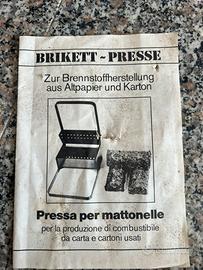 BRIKETT - PRESSE
Zur Brennstoffherstellung
aus Altpapier und Karton
Pressa per mattonelle
per la produzione di combustibile
da carta e cartoni usati